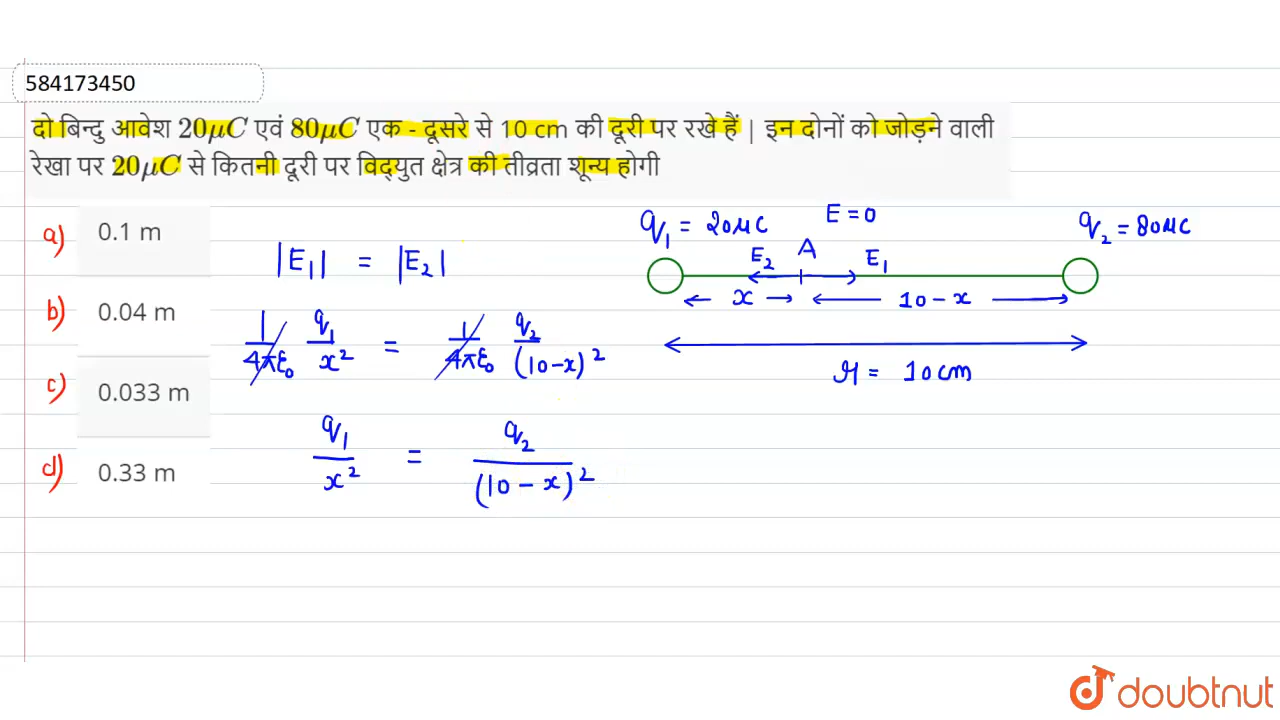 584173450
दो बिन्दु आवेश 20μC एवं 80μC एक - दूसरे से 10 cm की दूरी पर रखे हैं | इन दोनों को जोड़ने वाली
रेखा पर 20μC से कितनी दूरी पर विद्युत क्षेत्र की तीव्रता शून्य होगी
a) 0.1 m
b) 0.04 m
c) 0.033 m
d) 0.33 m
|E₁| = |E₂|
1/4πε₀ q₁/x² = 1/4πε₀ q₂/(10-x)²
q₁/x² = q₂/(10-x)²
q₁ = 20μC
E = 0
q₂ = 80μC
E₂ A E₁
x 10-x
r = 10cm
doubtnut